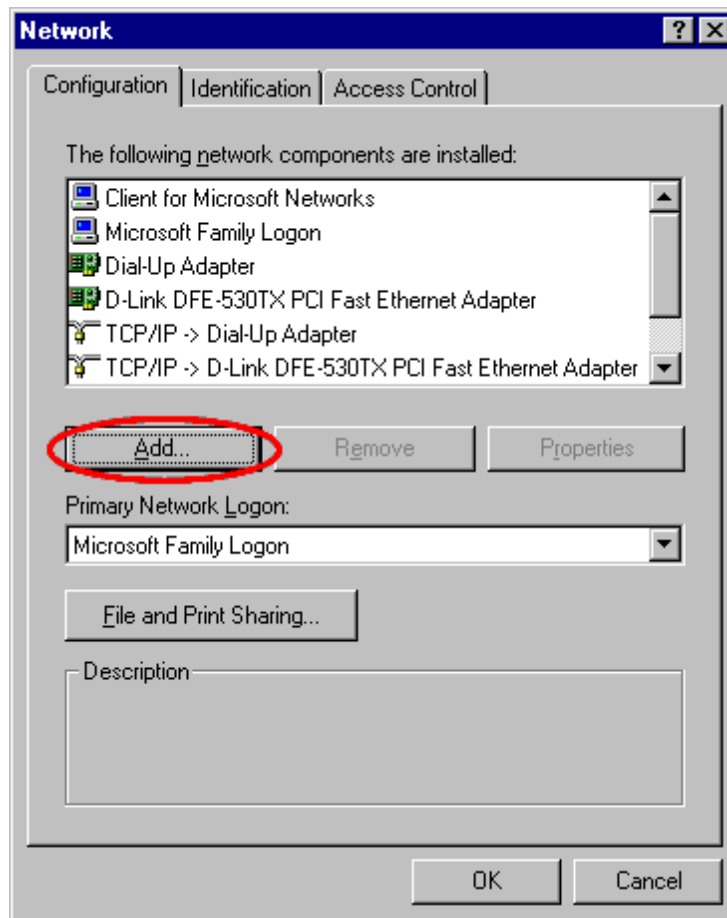 Network
Configuration Identification Access Control
The following network components are installed:
Client for Microsoft Networks
Microsoft Family Logon
Dial-Up Adapter
D-Link DFE-530TX PCI Fast Ethernet Adapter
TCP/IP -> Dial-Up Adapter
TCP/IP -> D-Link DFE-530TX PCI Fast Ethernet Adapter
Add... Remove Properties
Primary Network Logon:
Microsoft Family Logon
File and Print Sharing...
Description
OK Cancel